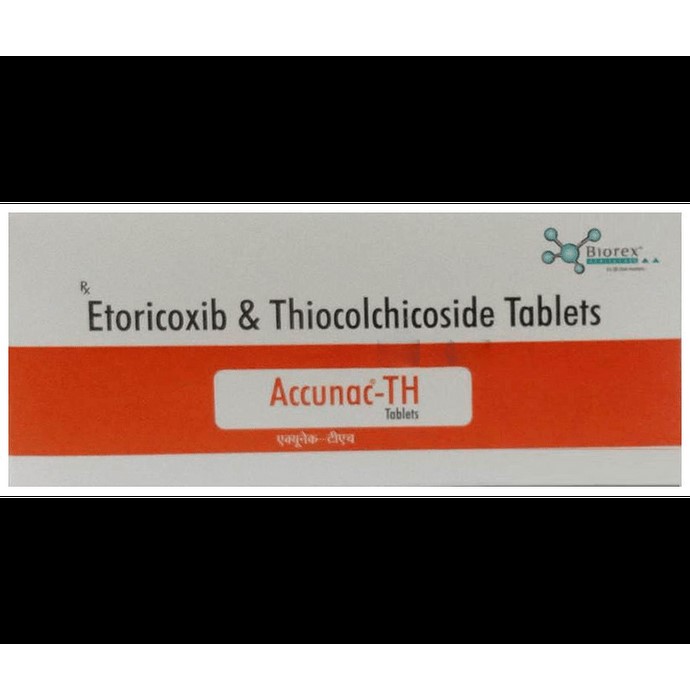 Biorex
Rx
Etoricoxib & Thiocolchicoside Tablets
Accunac®-TH
Tablets
एक्यूनेक-टीएच